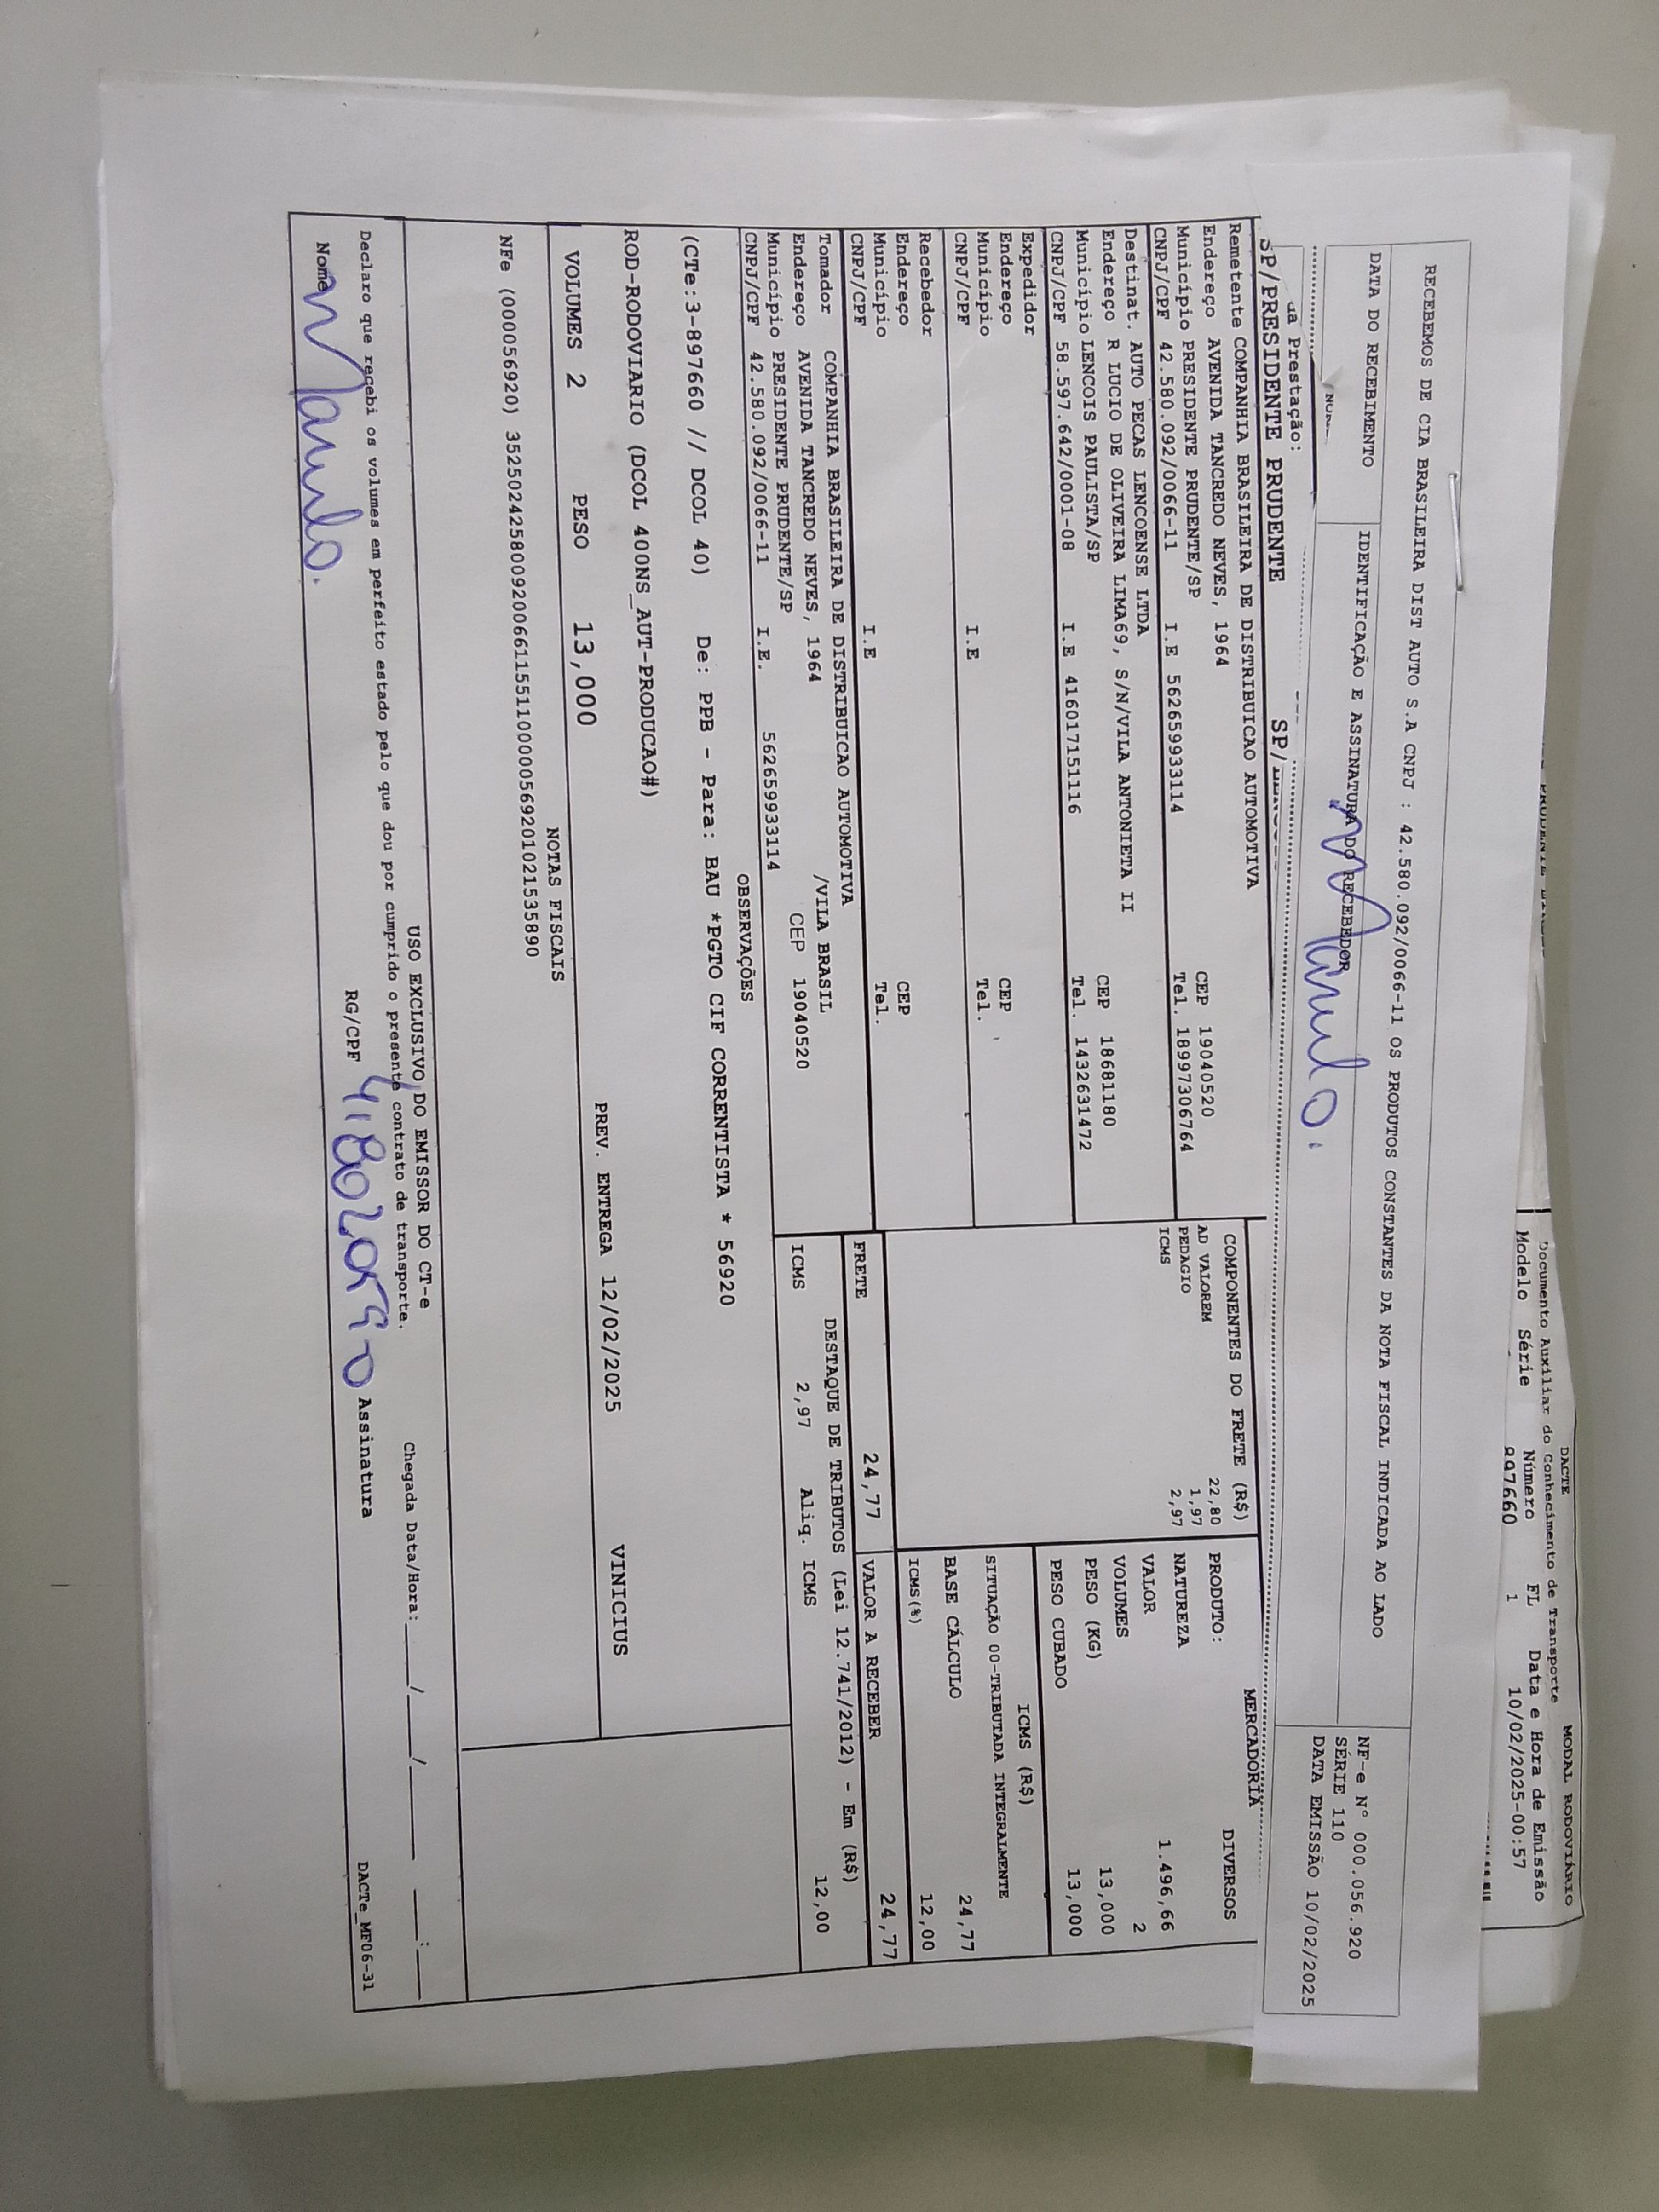 DACTE
MODAL RODOVIÁRIO
Documento Auxiliar do Conhecimento de Transporte
Modelo Série Número FL Data e Hora de Emissão
897660 1 10/02/2025-00:57
RECEBEMOS DE CIA BRASILEIRA DIST AUTO S.A CNPJ : 42.580.092/0066-11 OS PRODUTOS CONSTANTES DA NOTA FISCAL INDICADA AO LADO
DATA DO RECEBIMENTO
IDENTIFICAÇÃO E ASSINATURA DO RECEBEDOR
NF-e Nº 000.056.920
SÉRIE 110
DATA EMISSÃO 10/02/2025
da Prestação:
SP/PRESIDENTE PRUDENTE SP/
Remetente COMPANHIA BRASILEIRA DE DISTRIBUICAO AUTOMOTIVA
Endereço AVENIDA TANCREDO NEVES, 1964 CEP 19040520
Município PRESIDENTE PRUDENTE/SP Tel. 18997306764
CNPJ/CPF 42.580.092/0066-11 I.E 562659933114
Destinat. AUTO PECAS LENCOENSE LTDA
Endereço R LUCIO DE OLIVEIRA LIMA69, S/N/VILA ANTONIETA II CEP 18681180
Município LENCOIS PAULISTA/SP Tel. 1432631472
CNPJ/CPF 58.597.642/0001-08 I.E 416017151116
Expedidor
Endereço CEP
Município Tel.
CNPJ/CPF I.E
Recebedor
Endereço CEP
Município Tel.
CNPJ/CPF I.E
Tomador COMPANHIA BRASILEIRA DE DISTRIBUICAO AUTOMOTIVA
Endereço AVENIDA TANCREDO NEVES, 1964 /VILA BRASIL
Município PRESIDENTE PRUDENTE/SP CEP 19040520
CNPJ/CPF 42.580.092/0066-11 I.E. 562659933114
COMPONENTES DO FRETE (R$)
AD VALOREM 22,80
PEDAGIO 1,97
ICMS 2,97
MERCADORIA
PRODUTO: DIVERSOS
NATUREZA
VALOR 1.496,66
VOLUMES 2
PESO (KG) 13,000
PESO CUBADO 13,000
ICMS (R$)
SITUAÇÃO 00-TRIBUTADA INTEGRALMENTE
BASE CÁLCULO 24,77
ICMS(%) 12,00
FRETE 24,77 VALOR A RECEBER 24,77
DESTAQUE DE TRIBUTOS (Lei 12.741/2012) - Em (R$)
ICMS 2,97 Aliq. ICMS 12,00
OBSERVAÇÕES
(CTe:3-897660 // DCOL 40) De: PPB - Para: BAU *PGTO CIF CORRENTISTA * 56920
ROD-RODOVIARIO (DCOL 400NS_AUT-PRODUCAO#)
VOLUMES 2 PESO 13,000 PREV. ENTREGA 12/02/2025 VINICIUS
NOTAS FISCAIS
NFe (000056920) 35250242580092006611551100000569201021535890
USO EXCLUSIVO DO EMISSOR DO CT-e
Declaro que recebi os volumes em perfeito estado pelo que dou por cumprido o presente contrato de transporte.
Chegada Data/Hora: ____/____/______ ___:___
Nome RG/CPF Assinatura
DACTe_MF06-31